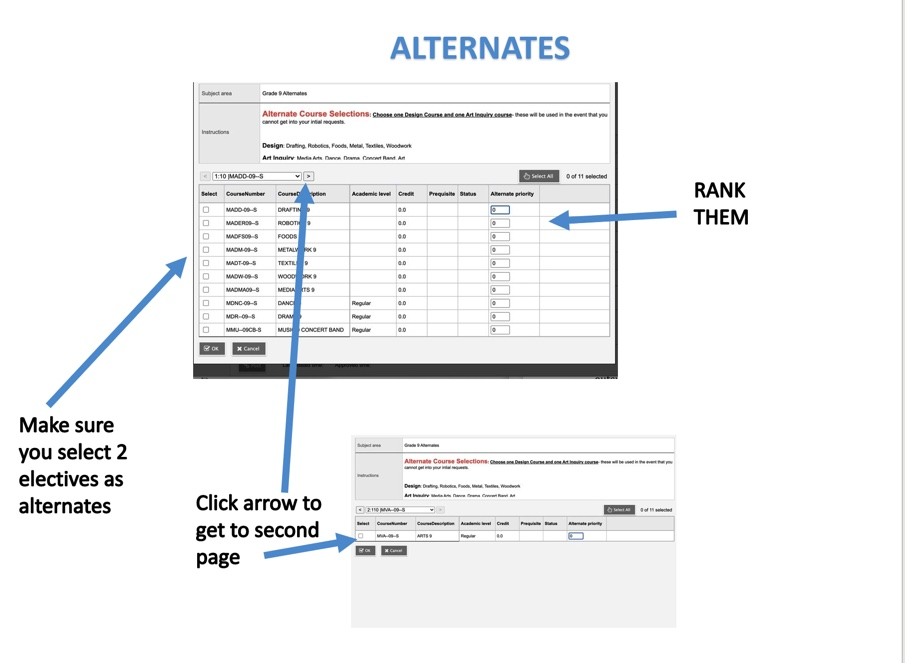 ALTERNATES
Subject area Grade 9 Alternates
Alternate Course Selections: Choose one Design Course and one Art Inquiry course- these will be used in the event that you
cannot get into your intial requests.
Instructions
Design: Drafting, Robotics, Foods, Metal, Textiles, Woodwork
Art Inquiry: Media Arts, Dance, Drama, Concert Band, Art
< 1:10 |MADD-09--S > Select All 0 of 11 selected
Select CourseNumber CourseDescription Academic level Credit Prequisite Status Alternate priority
MADD-09--S DRAFTING 9 0.0 0
MADER09--S ROBOTICS 9 0.0 0
MADFS09--S FOODS 0.0 0
MADM-09--S METALWORK 9 0.0 0
MADT-09--S TEXTILES 9 0.0 0
MADW-09--S WOODWORK 9 0.0 0
MADMA09--S MEDIA ARTS 9 0.0 0
MDNC-09--S DANCE Regular 0.0 0
MDR--09--S DRAMA Regular 0.0 0
MMU--09CB-S MUSIC CONCERT BAND Regular 0.0 0
OK Cancel
RANK
THEM
Make sure
you select 2
electives as
alternates
Click arrow to
get to second
page
Subject area Grade 9 Alternates
Alternate Course Selections: Choose one Design Course and one Art Inquiry course- these will be used in the event that you
cannot get into your intial requests.
Instructions
Design: Drafting, Robotics, Foods, Metal, Textiles, Woodwork
Art Inquiry: Media Arts, Dance, Drama, Concert Band, Art
< 2:110 |MVA--09--S > Select All 0 of 11 selected
Select CourseNumber CourseDescription Academic level Credit Prequisite Status Alternate priority
MVA--09--S ARTS 9 Regular 0.0 0
OK Cancel